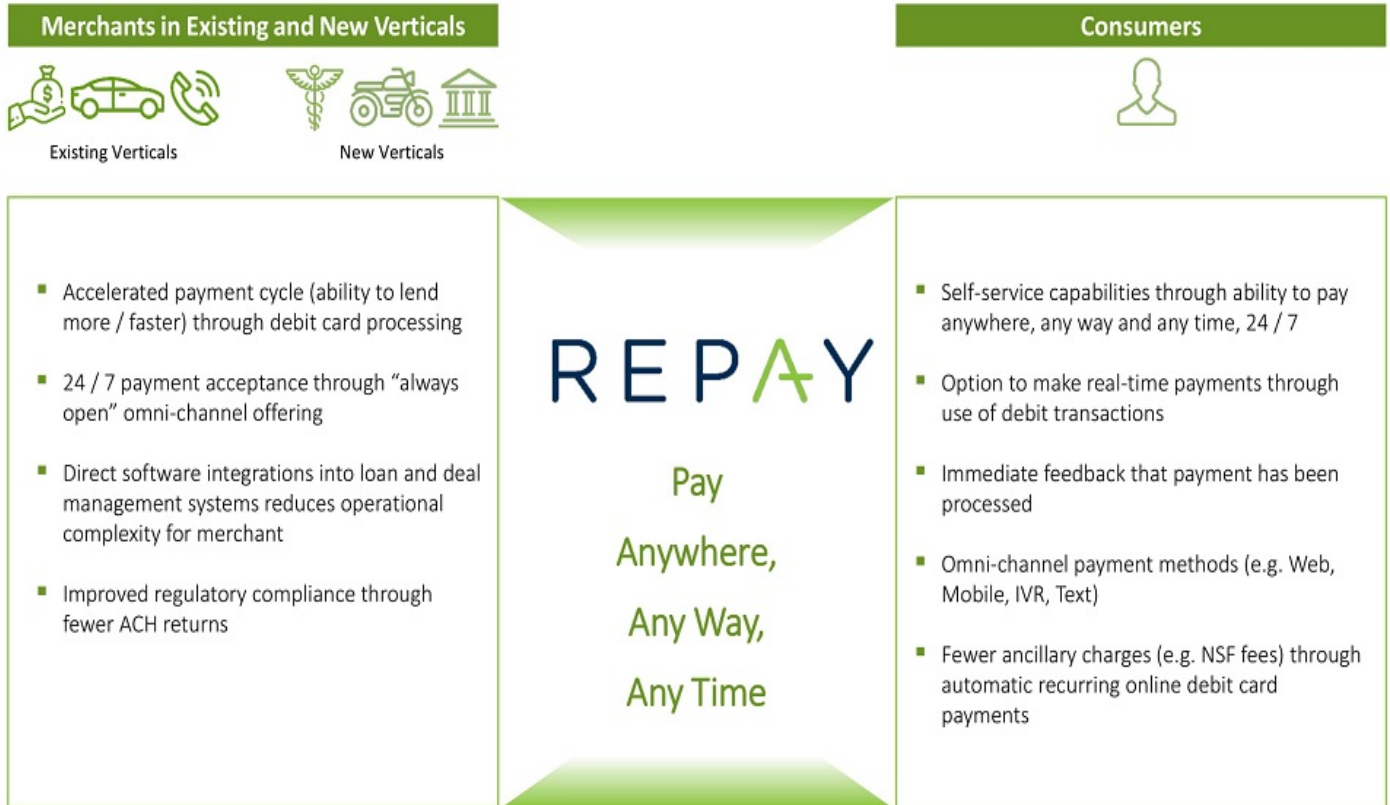 Merchants in Existing and New Verticals
Existing Verticals
New Verticals
▪ Accelerated payment cycle (ability to lend
more / faster) through debit card processing
▪ 24 / 7 payment acceptance through “always
open” omni-channel offering
▪ Direct software integrations into loan and deal
management systems reduces operational
complexity for merchant
▪ Improved regulatory compliance through
fewer ACH returns
REPAY
Pay
Anywhere,
Any Way,
Any Time
Consumers
▪ Self-service capabilities through ability to pay
anywhere, any way and any time, 24 / 7
▪ Option to make real-time payments through
use of debit transactions
▪ Immediate feedback that payment has been
processed
▪ Omni-channel payment methods (e.g. Web,
Mobile, IVR, Text)
▪ Fewer ancillary charges (e.g. NSF fees) through
automatic recurring online debit card
payments